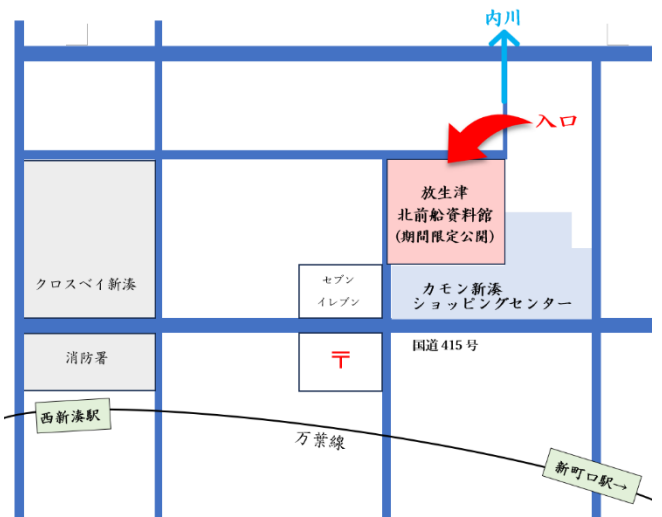 内川
入口
放生津
北前船資料館
(期間限定公開)
クロスベイ新湊
セブン
イレブン
カモン新湊
ショッピングセンター
消防署
〒
国道415号
西新湊駅
万葉線
新町口駅→